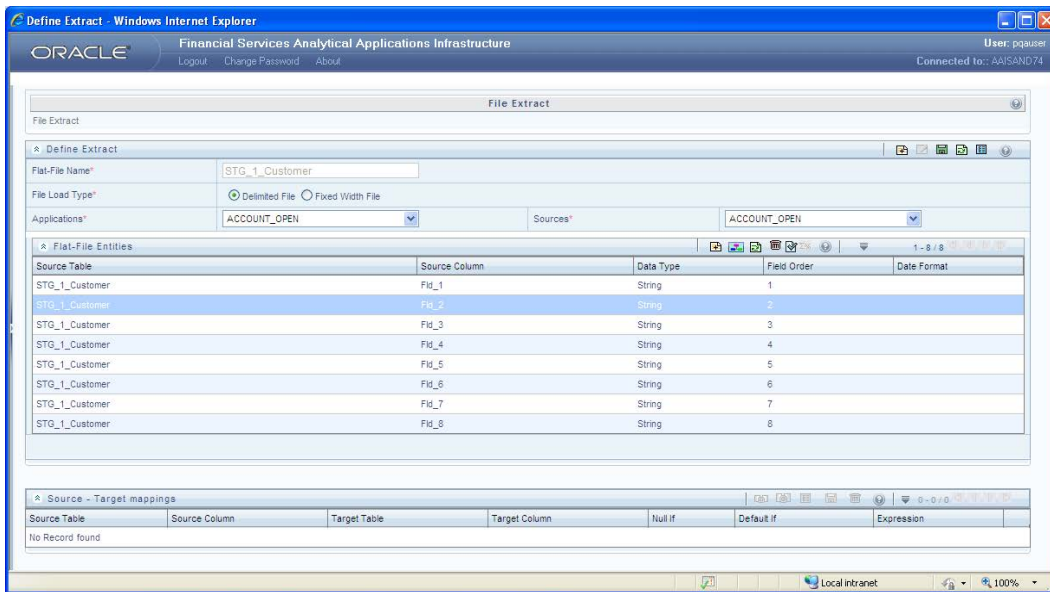 Define Extract - Windows Internet Explorer
ORACLE
Financial Services Analytical Applications Infrastructure
User: pqauser
Logout Change Password About
Connected to:: AAISAND74
File Extract
File Extract
Define Extract
Flat-File Name*
STG_1_Customer
File Load Type*
Delimited File Fixed Width File
Applications*
ACCOUNT_OPEN
Sources*
ACCOUNT_OPEN
Flat-File Entities
1 - 8 / 8
Source Table Source Column Data Type Field Order Date Format
STG_1_Customer Fld_1 String 1
STG_1_Customer Fld_2 String 2
STG_1_Customer Fld_3 String 3
STG_1_Customer Fld_4 String 4
STG_1_Customer Fld_5 String 5
STG_1_Customer Fld_6 String 6
STG_1_Customer Fld_7 String 7
STG_1_Customer Fld_8 String 8
Source - Target mappings
0 - 0 / 0
Source Table Source Column Target Table Target Column Null If Default If Expression
No Record found
Local intranet
100%